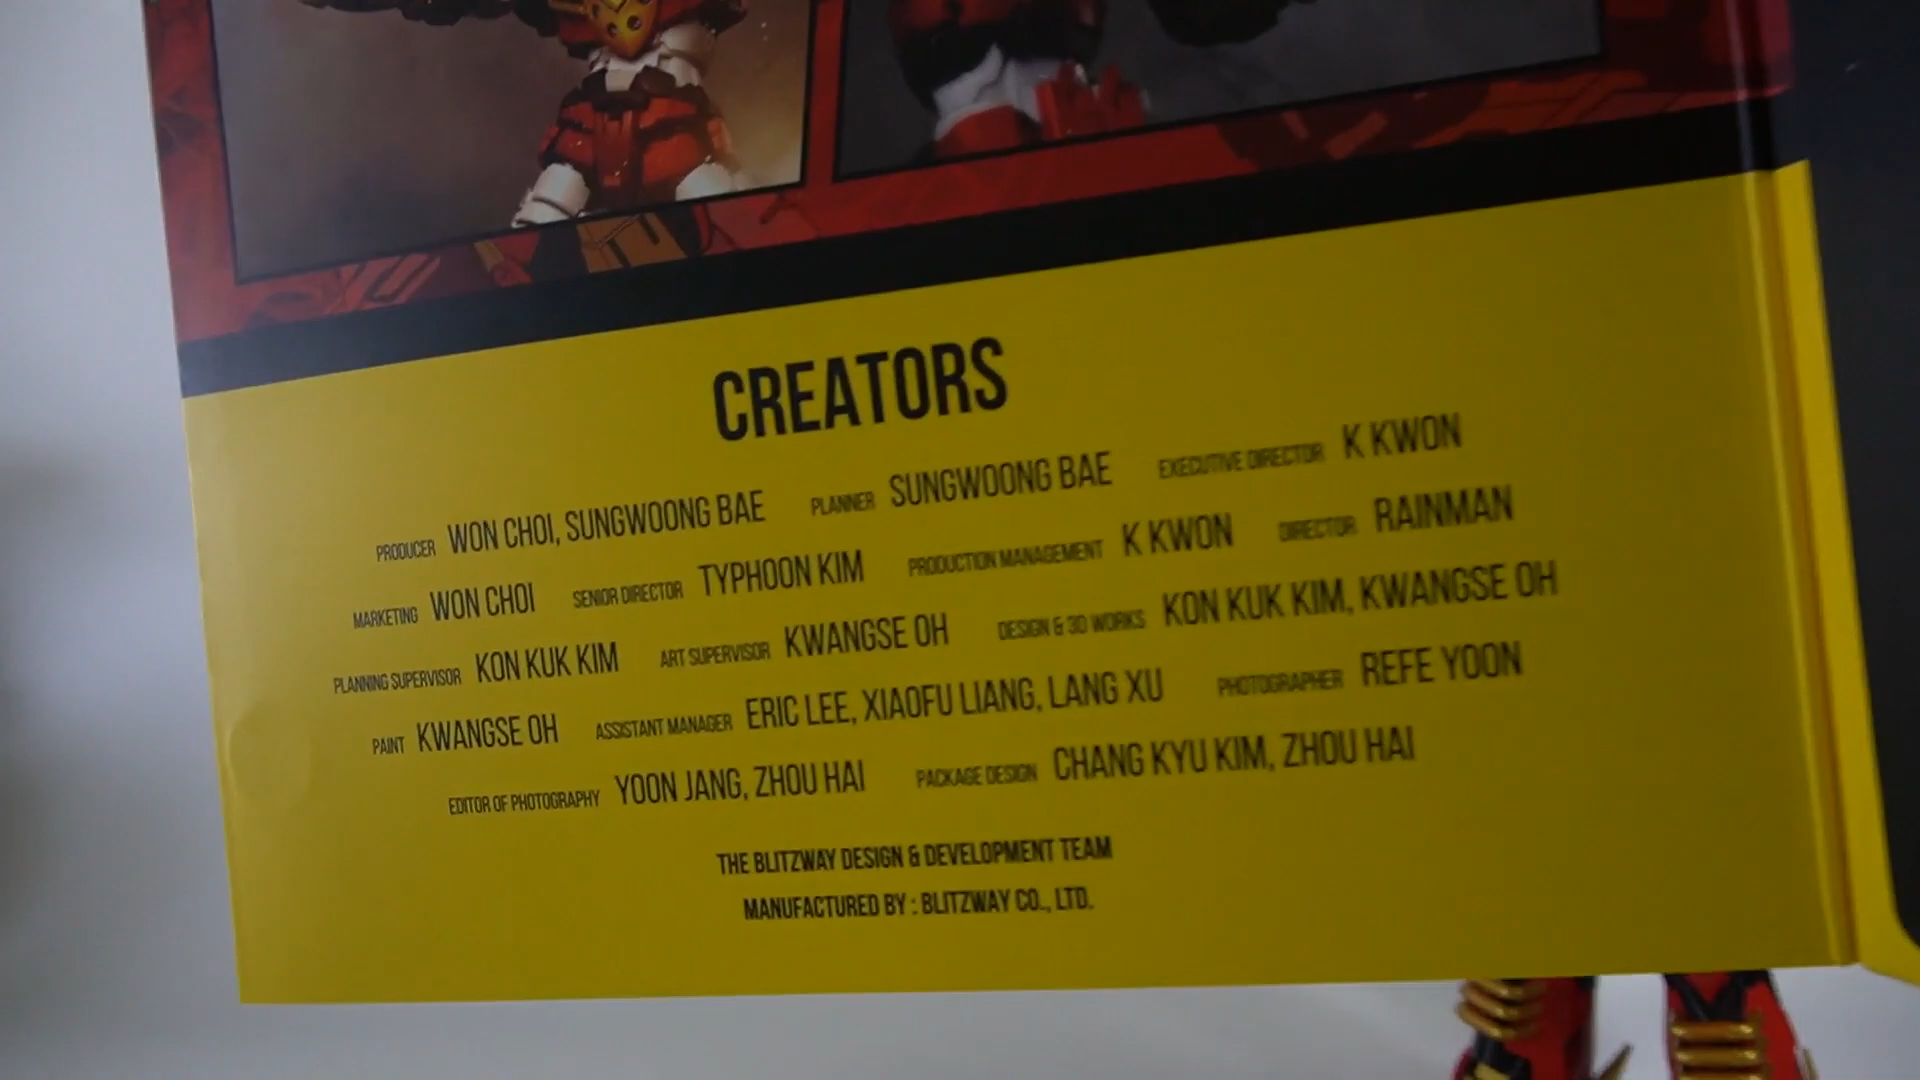 CREATORS
PRODUCER WON CHOI, SUNGWOONG BAE PLANNER SUNGWOONG BAE EXECUTIVE DIRECTOR K KWON
MARKETING WON CHOI SENIOR DIRECTOR TYPHOON KIM PRODUCTION MANAGEMENT K KWON DIRECTOR RAINMAN
PLANNING SUPERVISOR KON KUK KIM ART SUPERVISOR KWANGSE OH DESIGN & 3D WORKS KON KUK KIM, KWANGSE OH
PAINT KWANGSE OH ASSISTANT MANAGER ERIC LEE, XIAOFU LIANG, LANG XU PHOTOGRAPHER REFE YOON
EDITOR OF PHOTOGRAPHY YOON JANG, ZHOU HAI PACKAGE DESIGN CHANG KYU KIM, ZHOU HAI
THE BLITZWAY DESIGN & DEVELOPMENT TEAM
MANUFACTURED BY : BLITZWAY CO., LTD.